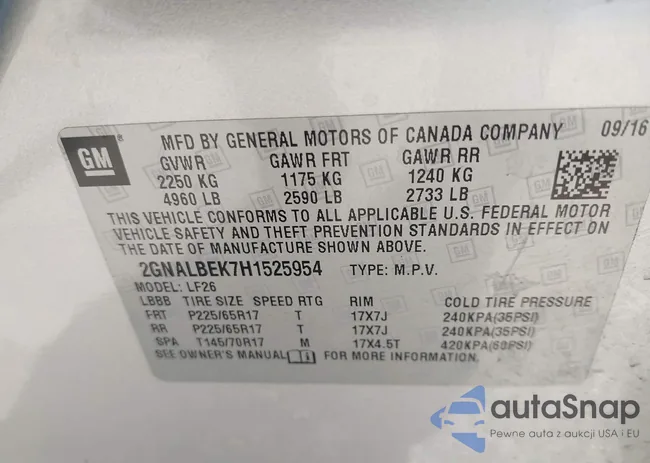 GM
MFD BY GENERAL MOTORS OF CANADA COMPANY 09/16
GVWR GAWR FRT GAWR RR
2250 KG 1175 KG 1240 KG
4960 LB 2590 LB 2733 LB
THIS VEHICLE CONFORMS TO ALL APPLICABLE U.S. FEDERAL MOTOR
VEHICLE SAFETY AND THEFT PREVENTION STANDARDS IN EFFECT ON
THE DATE OF MANUFACTURE SHOWN ABOVE.
2GNALBEK7H1525954 TYPE: M.P.V.
MODEL: LF26
LBBB TIRE SIZE SPEED RTG RIM COLD TIRE PRESSURE
FRT P225/65R17 T 17X7J 240KPA(35PSI)
RR P225/65R17 T 17X7J 240KPA(35PSI)
SPA T145/70R17 M 17X4.5T 420KPA(60PSI)
SEE OWNER'S MANUAL FOR MORE INFORMATION.
autoSnap
Pewne auta z aukcji USA i EU